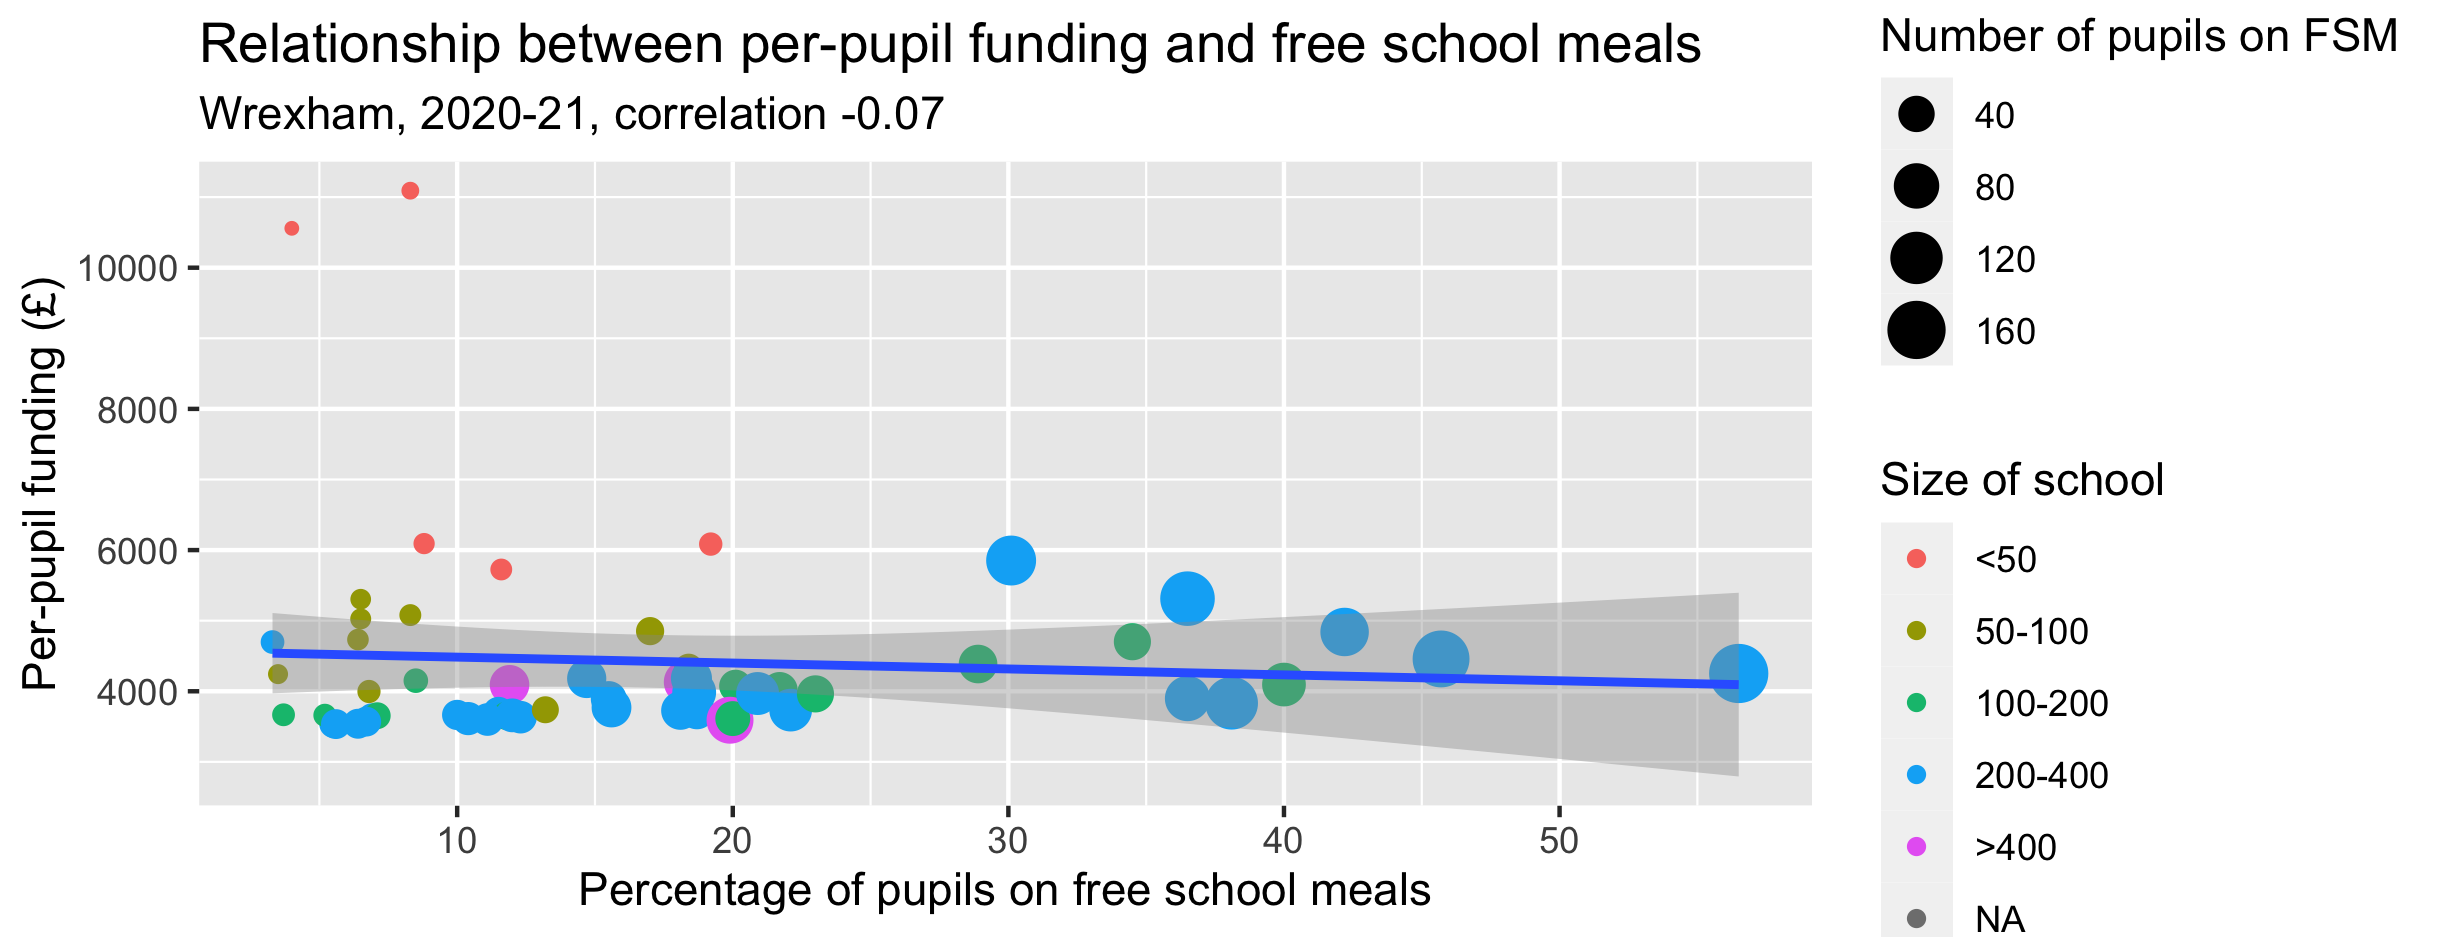 Relationship between per-pupil funding and free school meals
Wrexham, 2020-21, correlation -0.07
Per-pupil funding (£)
10000
8000
6000
4000
10
20
30
40
50
Percentage of pupils on free school meals
Number of pupils on FSM
40
80
120
160
Size of school
<50
50-100
100-200
200-400
>400
NA